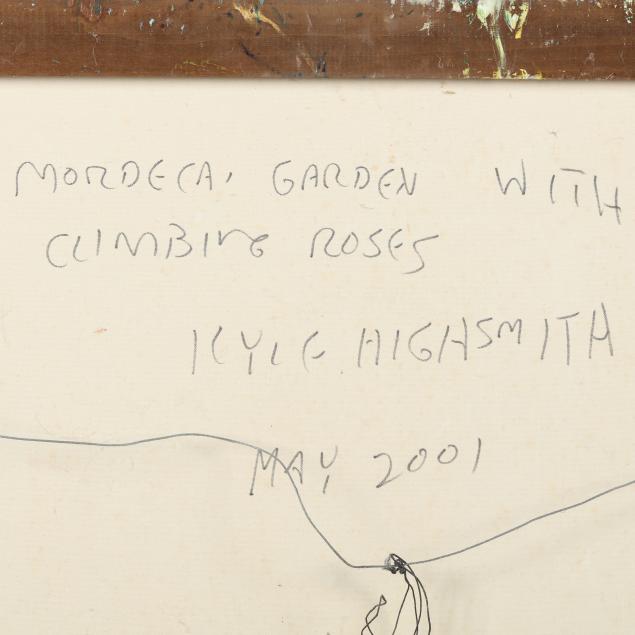 MORDECAI GARDEN WITH
CLIMBING ROSES
KYLE HIGHSMITH
MAY 2001